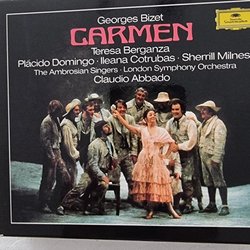 Georges Bizet
CARMEN
Teresa Berganza
Plácido Domingo · Ileana Cotrubas · Sherrill Milnes
The Ambrosian Singers · London Symphony Orchestra
Claudio Abbado